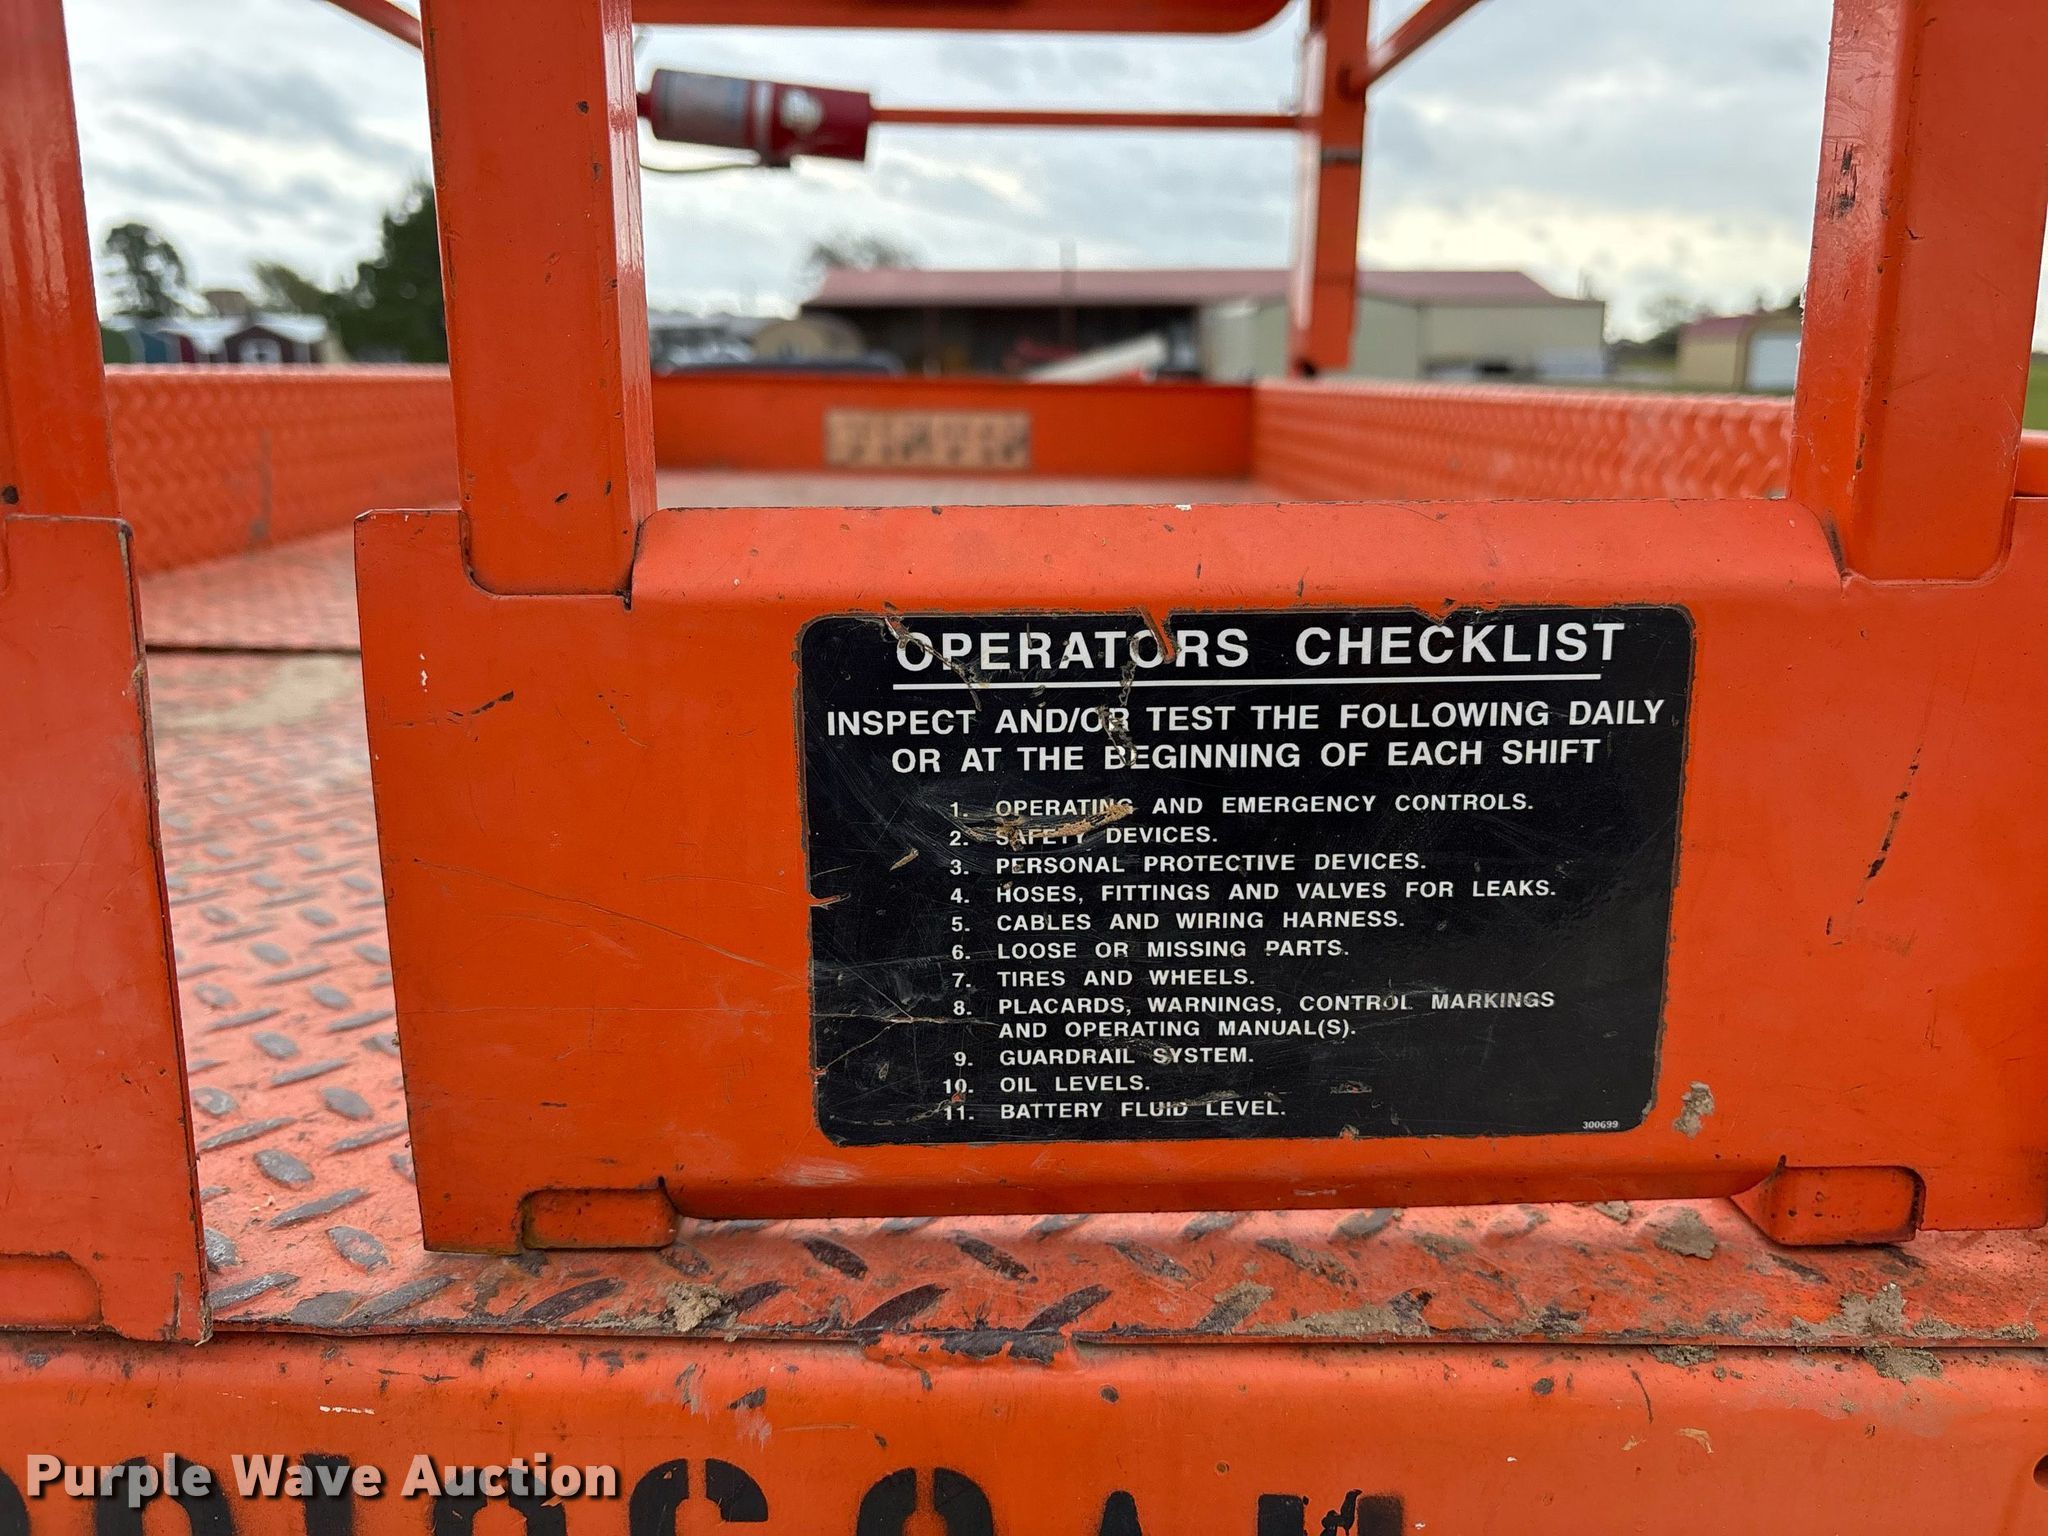 OPERATORS CHECKLIST
INSPECT AND/OR TEST THE FOLLOWING DAILY
OR AT THE BEGINNING OF EACH SHIFT
1. OPERATING AND EMERGENCY CONTROLS.
2. SAFETY DEVICES.
3. PERSONAL PROTECTIVE DEVICES.
4. HOSES, FITTINGS AND VALVES FOR LEAKS.
5. CABLES AND WIRING HARNESS.
6. LOOSE OR MISSING PARTS.
7. TIRES AND WHEELS.
8. PLACARDS, WARNINGS, CONTROL MARKINGS
AND OPERATING MANUAL(S).
9. GUARDRAIL SYSTEM.
10. OIL LEVELS.
11. BATTERY FLUID LEVEL.
300699
Purple Wave Auction